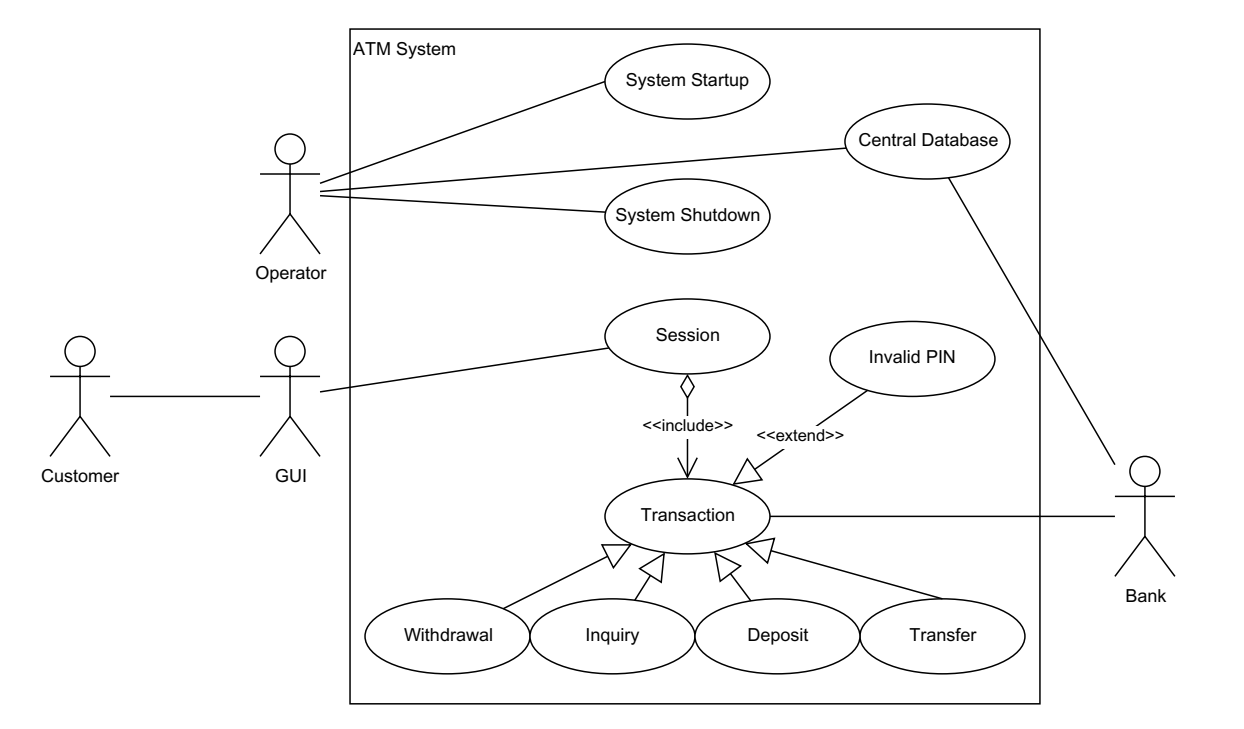 ATM System
System Startup
Central Database
System Shutdown
Operator
Session
Invalid PIN
<<include>>
<<extend>>
Customer
GUI
Transaction
Bank
Withdrawal
Inquiry
Deposit
Transfer